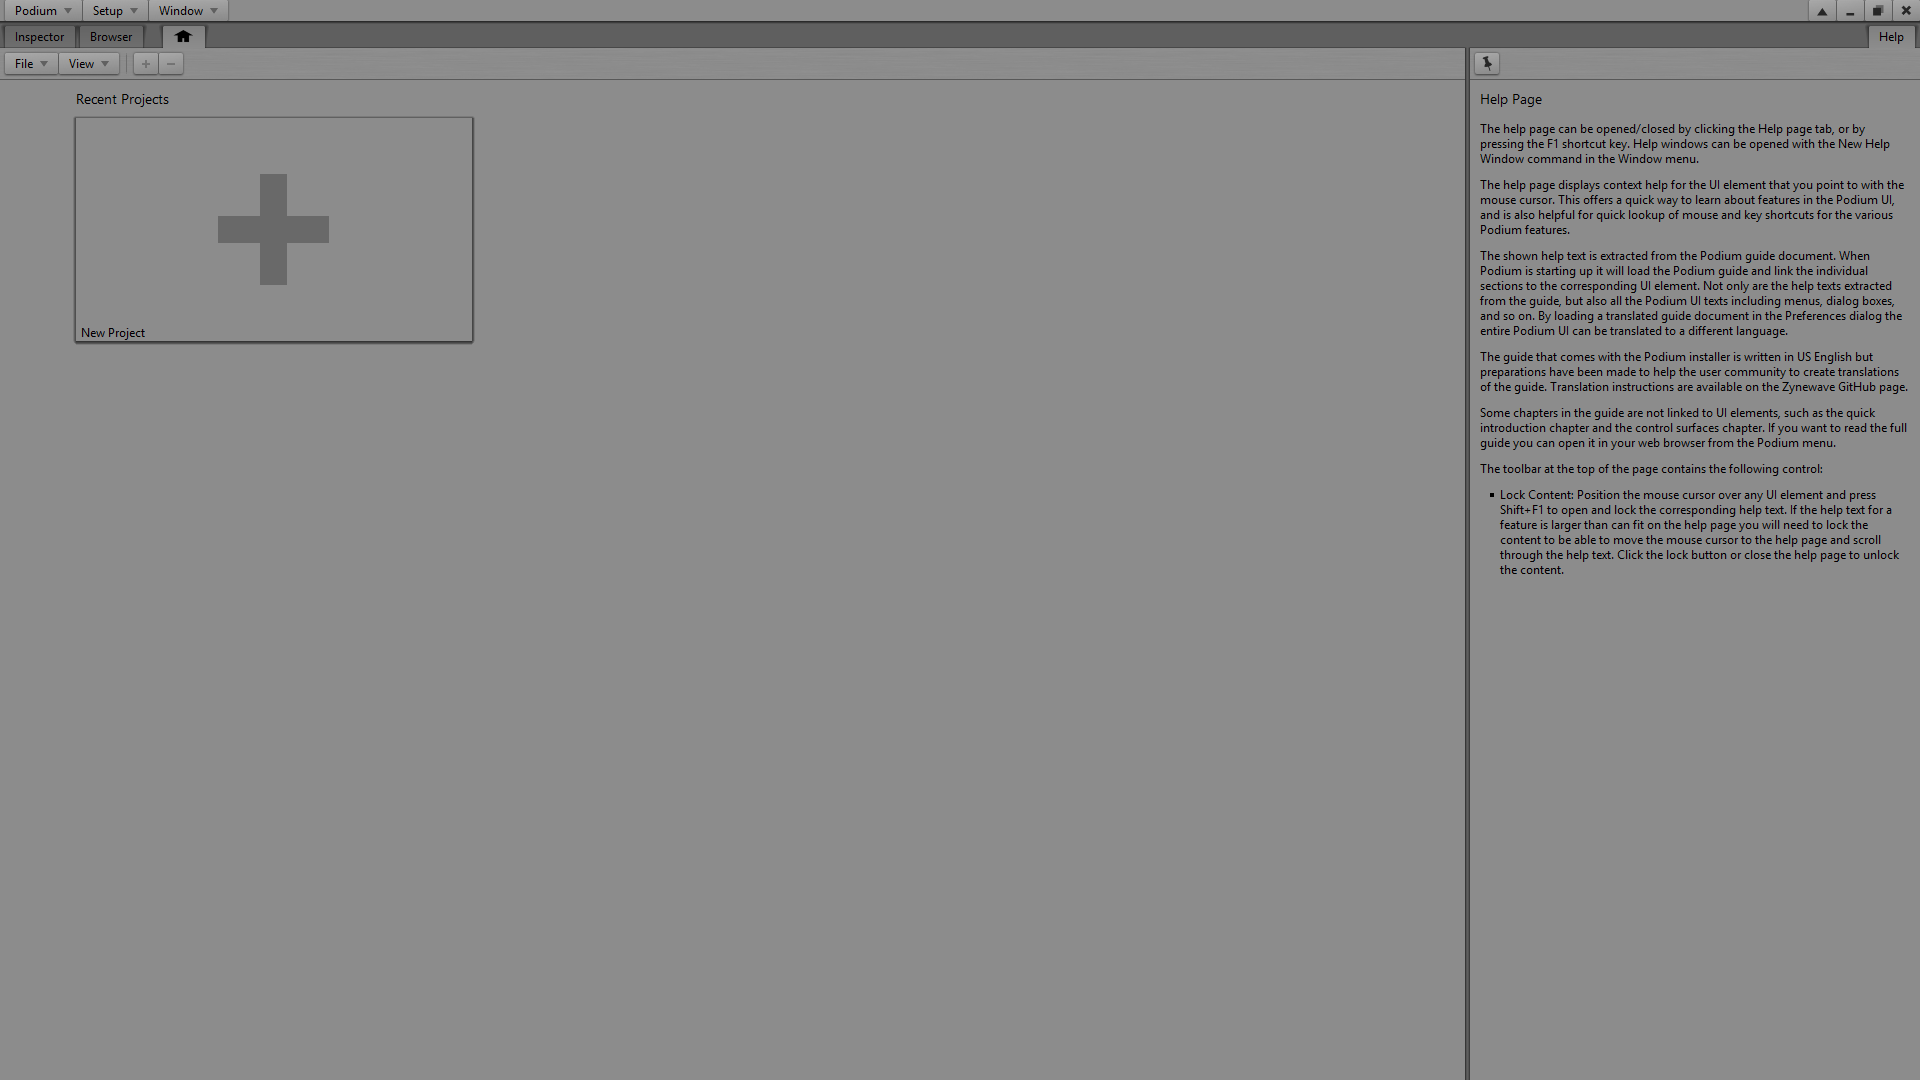 Podium
Setup
Window
Inspector
Browser
Help
File
View
Recent Projects
New Project
Help Page
The help page can be opened/closed by clicking the Help page tab, or by
pressing the F1 shortcut key. Help windows can be opened with the New Help
Window command in the Window menu.
The help page displays context help for the UI element that you point to with the
mouse cursor. This offers a quick way to learn about features in the Podium UI,
and is also helpful for quick lookup of mouse and key shortcuts for the various
Podium features.
The shown help text is extracted from the Podium guide document. When
Podium is starting up it will load the Podium guide and link the individual
sections to the corresponding UI element. Not only are the help texts extracted
from the guide, but also all the Podium UI texts including menus, dialog boxes,
and so on. By loading a translated guide document in the Preferences dialog the
entire Podium UI can be translated to a different language.
The guide that comes with the Podium installer is written in US English but
preparations have been made to help the user community to create translations
of the guide. Translation instructions are available on the Zynewave GitHub page.
Some chapters in the guide are not linked to UI elements, such as the quick
introduction chapter and the control surfaces chapter. If you want to read the full
guide you can open it in your web browser from the Podium menu.
The toolbar at the top of the page contains the following control:
▪ Lock Content: Position the mouse cursor over any UI element and press
Shift+F1 to open and lock the corresponding help text. If the help text for a
feature is larger than can fit on the help page you will need to lock the
content to be able to move the mouse cursor to the help page and scroll
through the help text. Click the lock button or close the help page to unlock
the content.